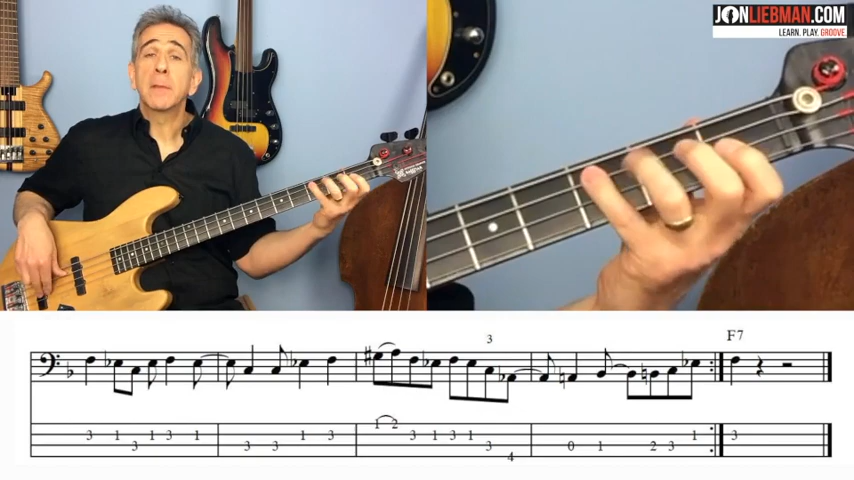 JONLIEBMAN.COM
LEARN. PLAY. GROOVE.
3
F7
1 2
3 1 1 3 1 1 3 3 1 3 1 1 3
3 3 3 3 0 1 2 3
4